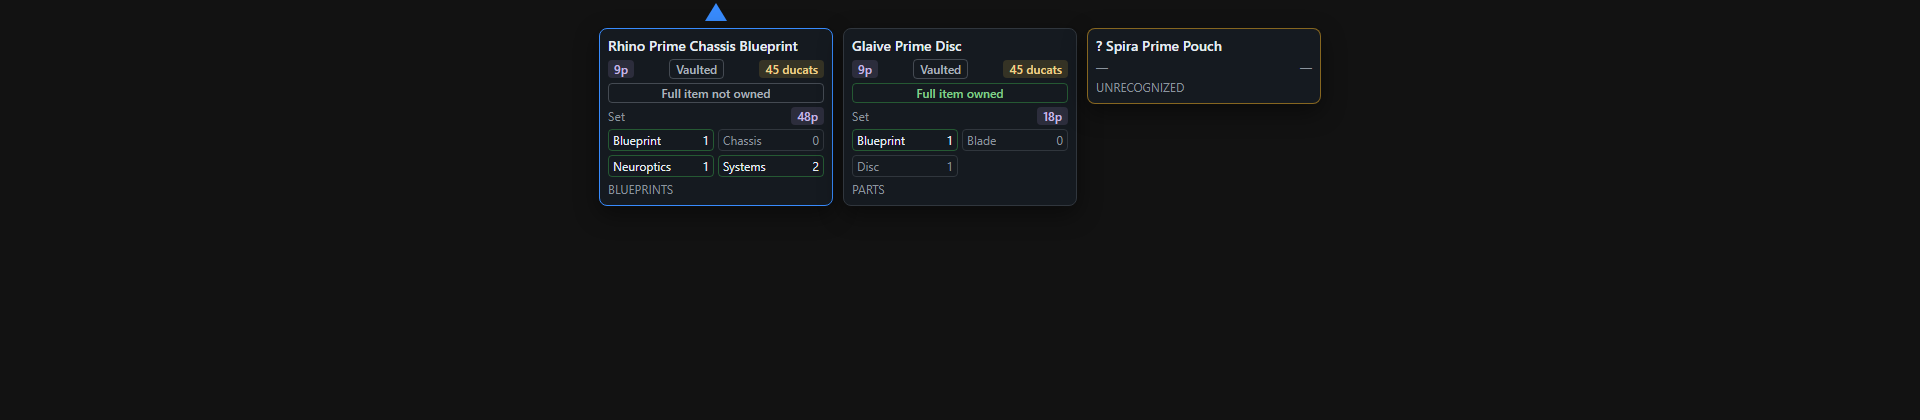 Rhino Prime Chassis Blueprint
9p Vaulted 45 ducats
Full item not owned
Set 48p
Blueprint 1 Chassis 0
Neuroptics 1 Systems 2
BLUEPRINTS
Glaive Prime Disc
9p Vaulted 45 ducats
Full item owned
Set 18p
Blueprint 1 Blade 0
Disc 1
PARTS
? Spira Prime Pouch
— —
UNRECOGNIZED